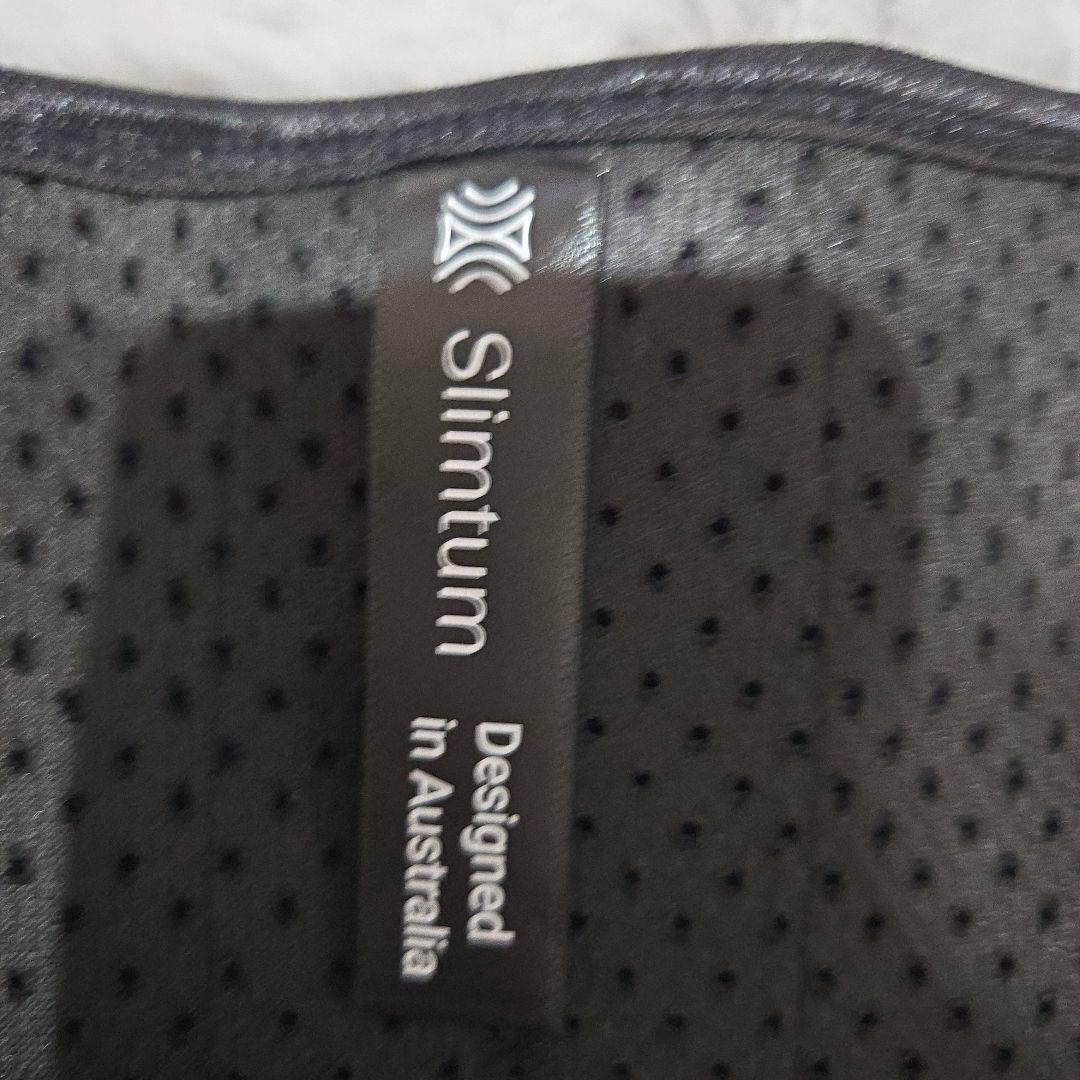 Slimtum
Designed
in Australia